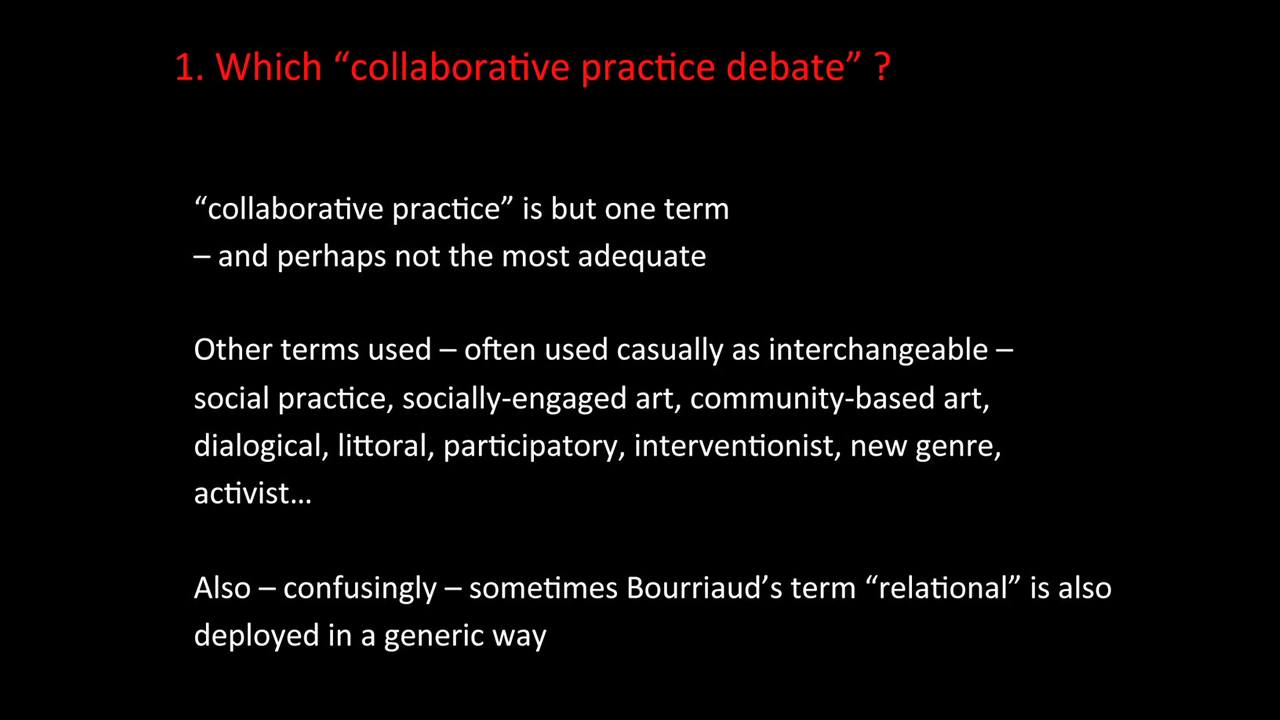 1. Which “collaborative practice debate” ?
“collaborative practice” is but one term
– and perhaps not the most adequate
Other terms used – often used casually as interchangeable –
social practice, socially-engaged art, community-based art,
dialogical, littoral, participatory, interventionist, new genre,
activist…
Also – confusingly – sometimes Bourriaud’s term “relational” is also
deployed in a generic way